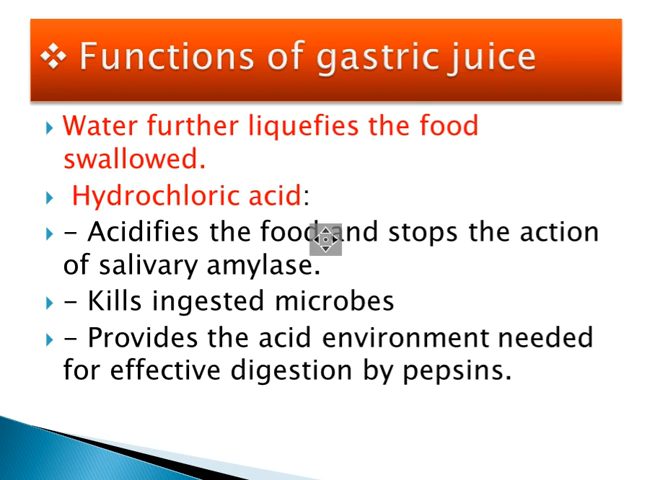 ❖ Functions of gastric juice
Water further liquefies the food
swallowed.
Hydrochloric acid:
– Acidifies the food and stops the action
of salivary amylase.
– Kills ingested microbes
– Provides the acid environment needed
for effective digestion by pepsins.